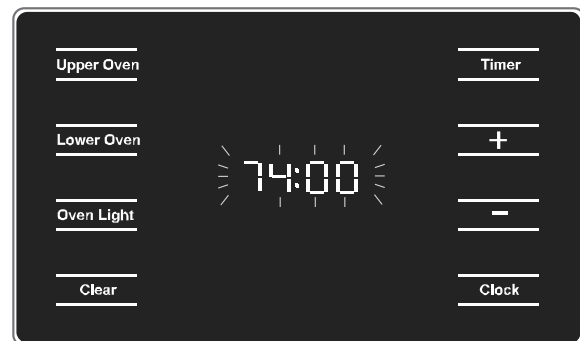 Upper Oven
Timer
Lower Oven
+
74:00
Oven Light
-
Clear
Clock